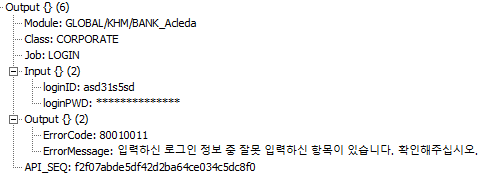 Output {} (6)
Module: GLOBAL/KHM/BANK_Acleda
Class: CORPORATE
Job: LOGIN
Input {} (2)
loginID: asd31s5sd
loginPWD: **************
Output {} (2)
ErrorCode: 80010011
ErrorMessage: 입력하신 로그인 정보 중 잘못 입력하신 항목이 있습니다. 확인해주십시오.
API_SEQ: f2f07abde5df42d2ba64ce034c5dc8f0